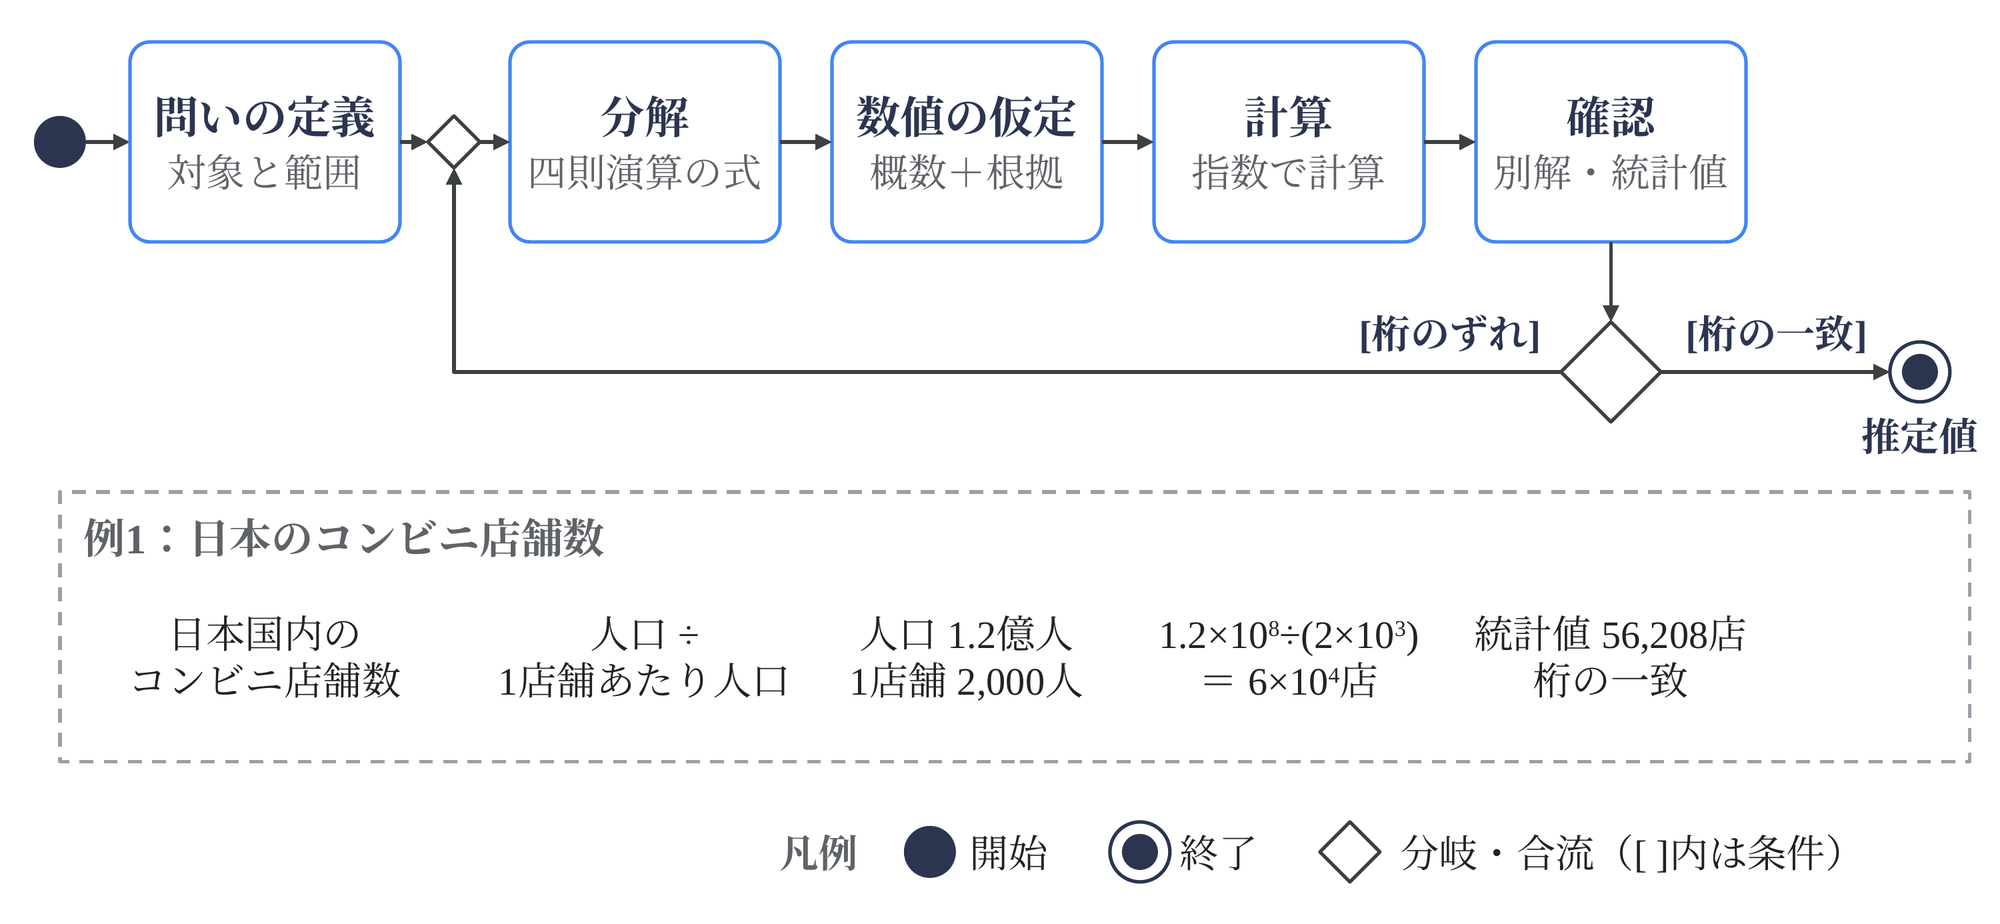 問いの定義
対象と範囲
分解
四則演算の式
数値の仮定
概数＋根拠
計算
指数で計算
確認
別解・統計値
[桁のずれ]
[桁の一致]
推定値
例1：日本のコンビニ店舗数
日本国内の
コンビニ店舗数
人口 ÷
1店舗あたり人口
人口 1.2億人
1店舗 2,000人
1.2×10⁸÷(2×10³)
＝ 6×10⁴店
統計値 56,208店
桁の一致
凡例
開始
終了
分岐・合流（[ ]内は条件）